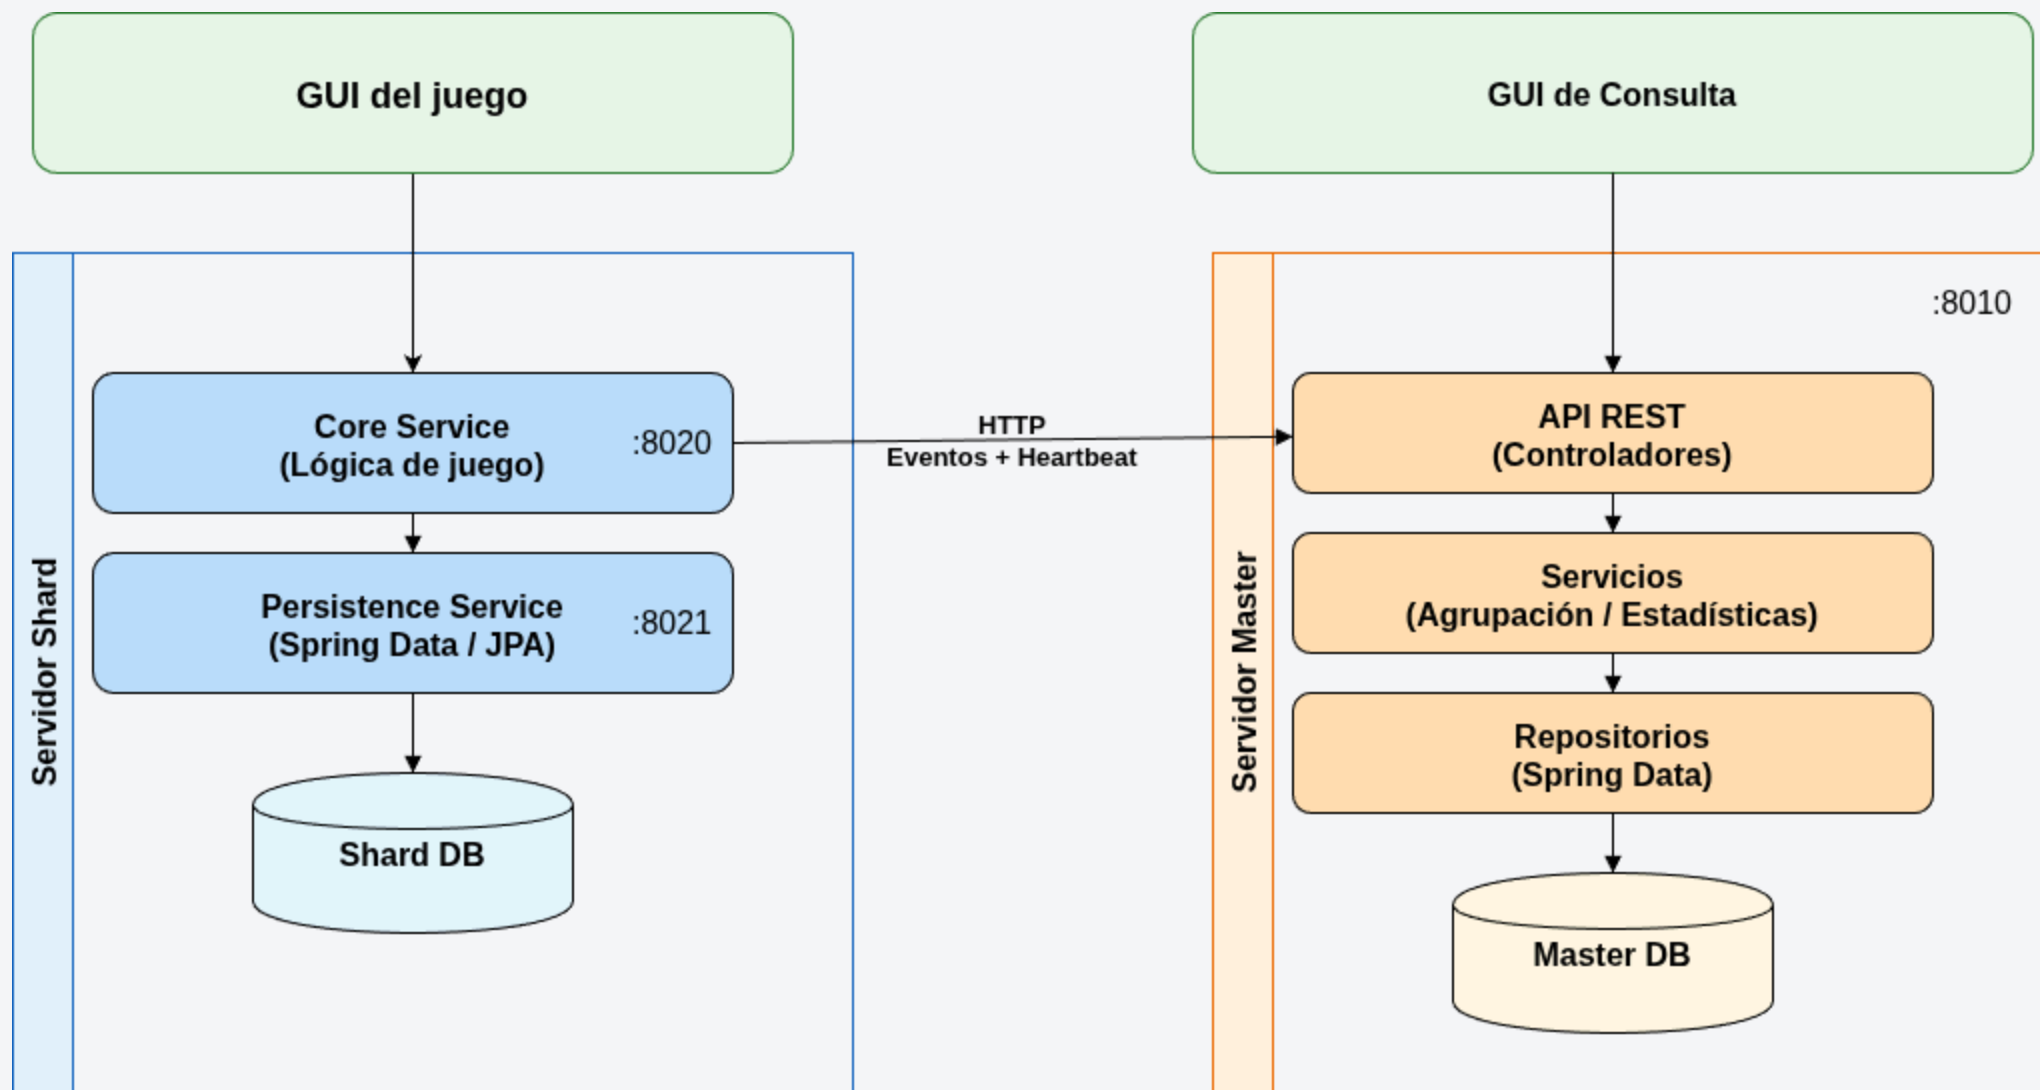 GUI del juego
GUI de Consulta
Servidor Shard
Core Service
(Lógica de juego)
:8020
Persistence Service
(Spring Data / JPA)
:8021
Shard DB
HTTP
Eventos + Heartbeat
Servidor Master
:8010
API REST
(Controladores)
Servicios
(Agrupación / Estadísticas)
Repositorios
(Spring Data)
Master DB